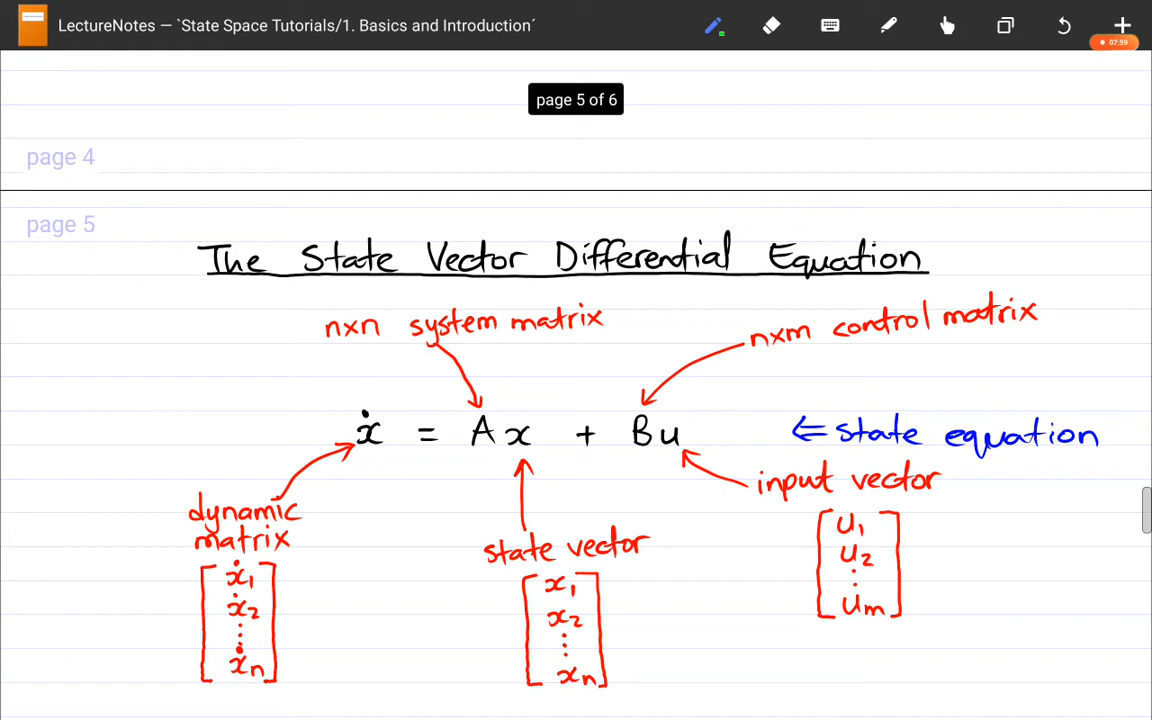 LectureNotes — `State Space Tutorials/1. Basics and Introduction´
07:59
page 5 of 6
page 4
page 5
The State Vector Differential Equation
nxn system matrix
nxm control matrix
ẋ = Ax + Bu
⇐ state equation
dynamic matrix
[ẋ1
ẋ2
⋮
ẋn]
state vector
[x1
x2
⋮
xn]
input vector
[u1
u2
⋮
um]